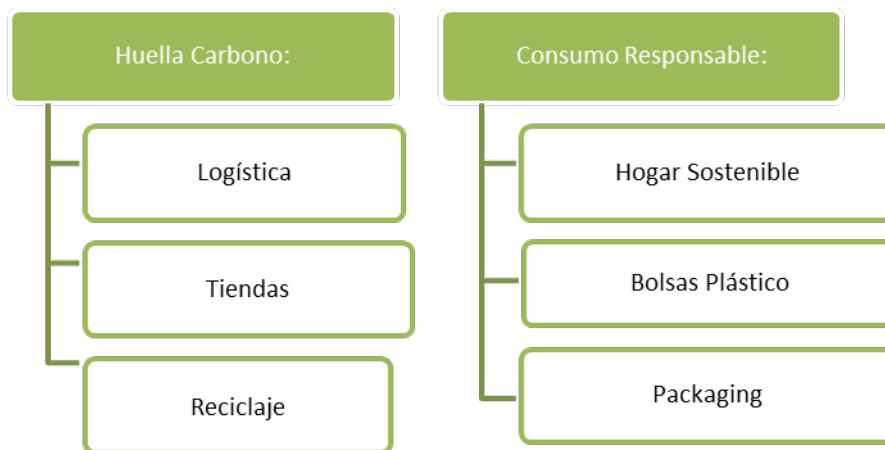 Huella Carbono:
Logística
Tiendas
Reciclaje
Consumo Responsable:
Hogar Sostenible
Bolsas Plástico
Packaging